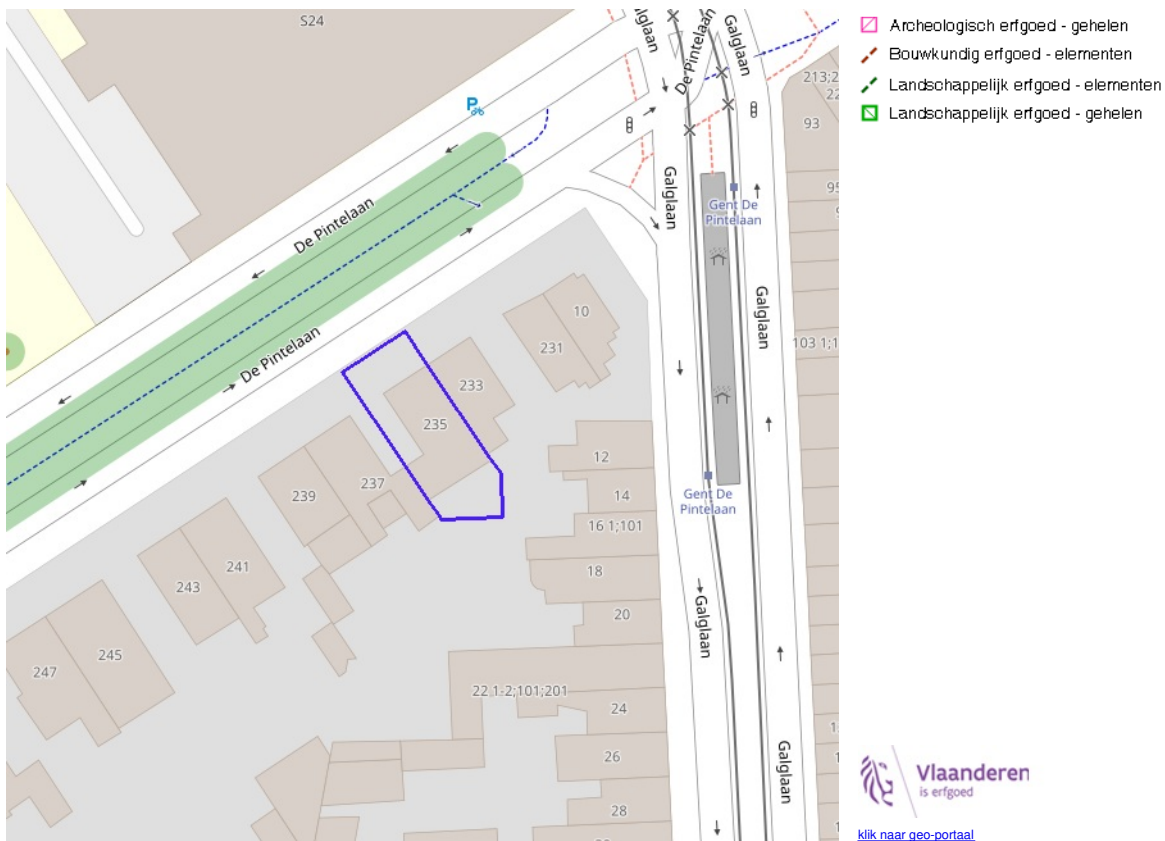 S24
Galglaan
De Pintelaan
Galglaan
213;2
22
93
P
De Pintelaan
Galglaan
95
Gent De
Pintelaan
Galglaan
De Pintelaan
10
231
233
235
103 1;1
237
239
12
14
Gent De
Pintelaan
16 1;101
241
243
18
20
Galglaan
245
247
22 1-2;101;201
24
26
Galglaan
28
Archeologisch erfgoed - gehelen
Bouwkundig erfgoed - elementen
Landschappelijk erfgoed - elementen
Landschappelijk erfgoed - gehelen
Vlaanderen
is erfgoed
klik naar geo-portaal